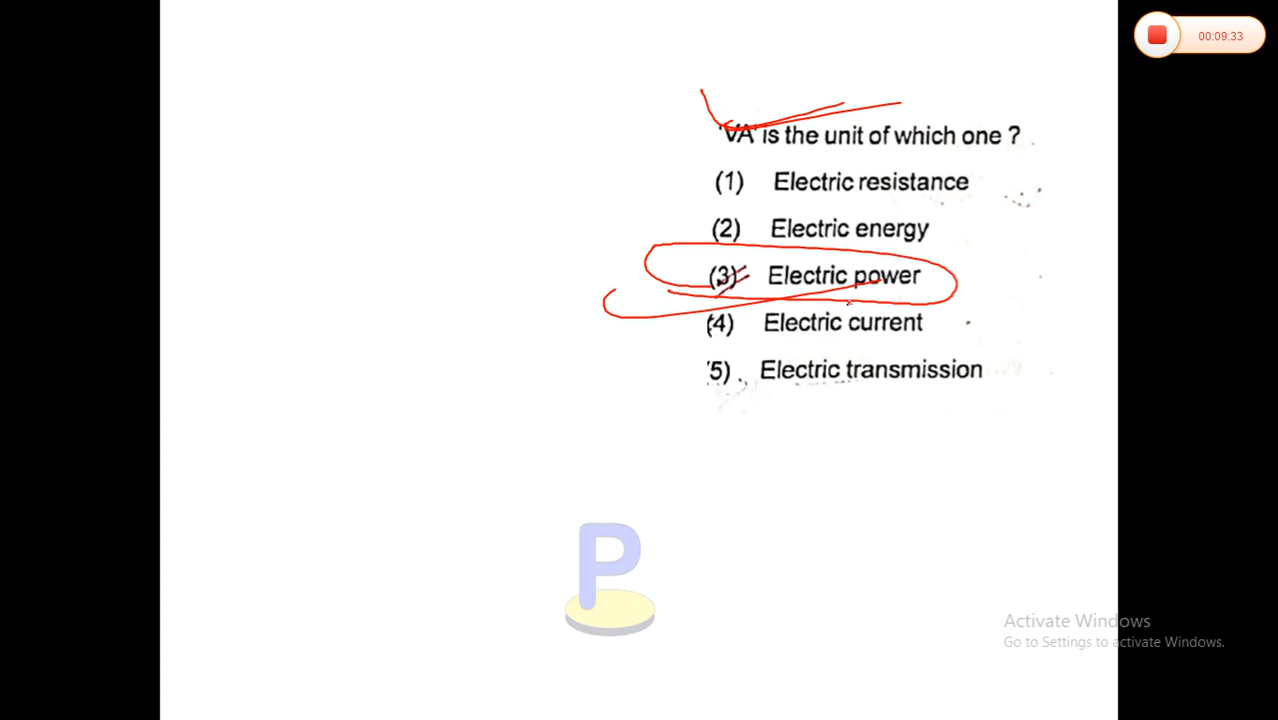 00:09:33
'VA' is the unit of which one ?
(1) Electric resistance
(2) Electric energy
(3) Electric power
(4) Electric current
5) Electric transmission
P
Activate Windows
Go to Settings to activate Windows.